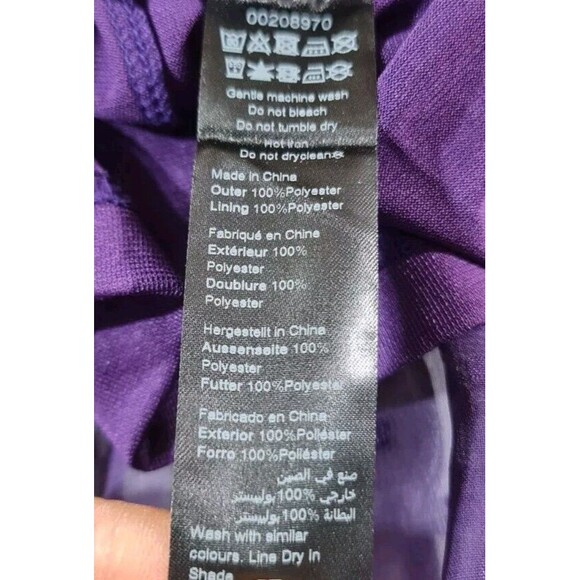 00208970
Gentle machine wash
Do not bleach
Do not tumble dry
Hot iron
Do not dryclean
Made in China
Outer 100%Polyester
Lining 100%Polyester
Fabriqué en Chine
Extérieur 100%
Polyester
Doublure 100%
Polyester
Hergestellt in China
Aussenseite 100%
Polyester
Futter 100%Polyester
Fabricado en China
Exterior 100%Poliéster
Forro 100%Poliéster
صنع في الصين
خارجي %100 بوليستر
البطانة %100 بوليستر
Wash with similar
colours. Line Dry in
Shade